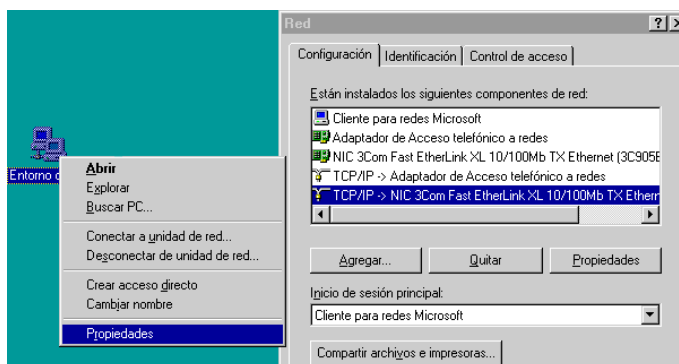 Entorno d
Abrir
Explorar
Buscar PC...
Conectar a unidad de red...
Desconectar de unidad de red...
Crear acceso directo
Cambiar nombre
Propiedades
Red
Configuración Identificación Control de acceso
Están instalados los siguientes componentes de red:
Cliente para redes Microsoft
Adaptador de Acceso telefónico a redes
NIC 3Com Fast EtherLink XL 10/100Mb TX Ethernet (3C905B
TCP/IP -> Adaptador de Acceso telefónico a redes
TCP/IP -> NIC 3Com Fast EtherLink XL 10/100Mb TX Ethern
Agregar... Quitar Propiedades
Inicio de sesión principal:
Cliente para redes Microsoft
Compartir archivos e impresoras...